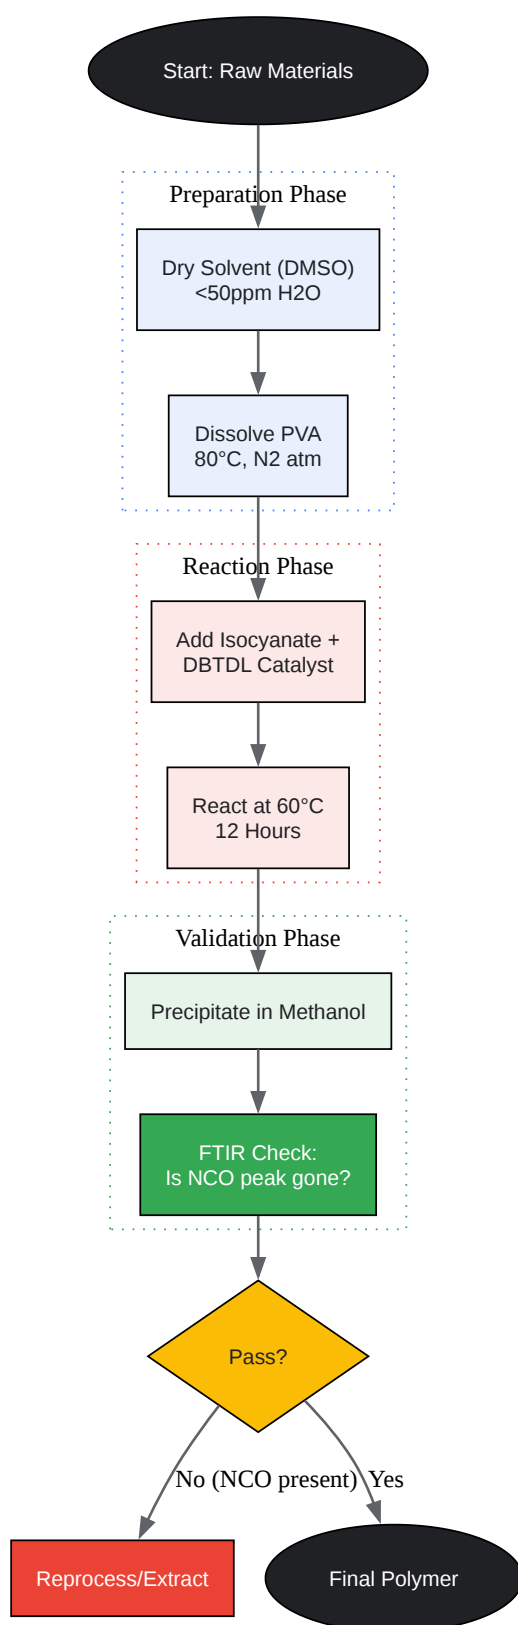 Start: Raw Materials
Preparation Phase
Dry Solvent (DMSO)
<50ppm H2O
Dissolve PVA
80°C, N2 atm
Reaction Phase
Add Isocyanate +
DBTDL Catalyst
React at 60°C
12 Hours
Validation Phase
Precipitate in Methanol
FTIR Check:
Is NCO peak gone?
Pass?
No (NCO present)
Yes
Reprocess/Extract
Final Polymer